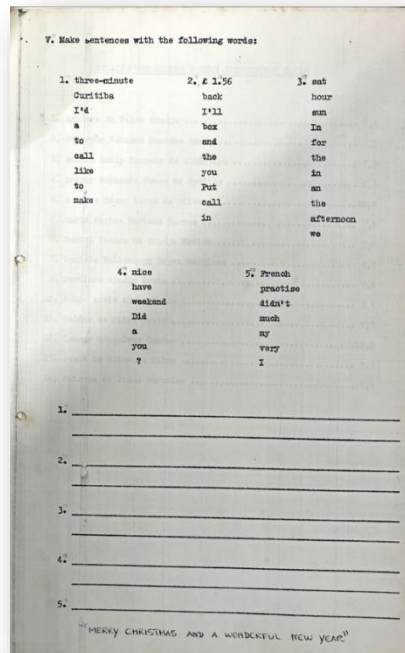 V. Make sentences with the following words:
1. three-minute
Curitiba
I'd
a
to
call
like
to
make
2. £ 1.56
back
I'll
box
and
the
you
Put
call
in
3. sat
hour
sun
In
for
the
in
an
the
afternoon
we
4. nice
have
weekend
Did
a
you
?
5. French
practise
didn't
much
my
very
I
1.
2.
3.
4.
5.
"MERRY CHRISTMAS AND A WONDERFUL NEW YEAR"